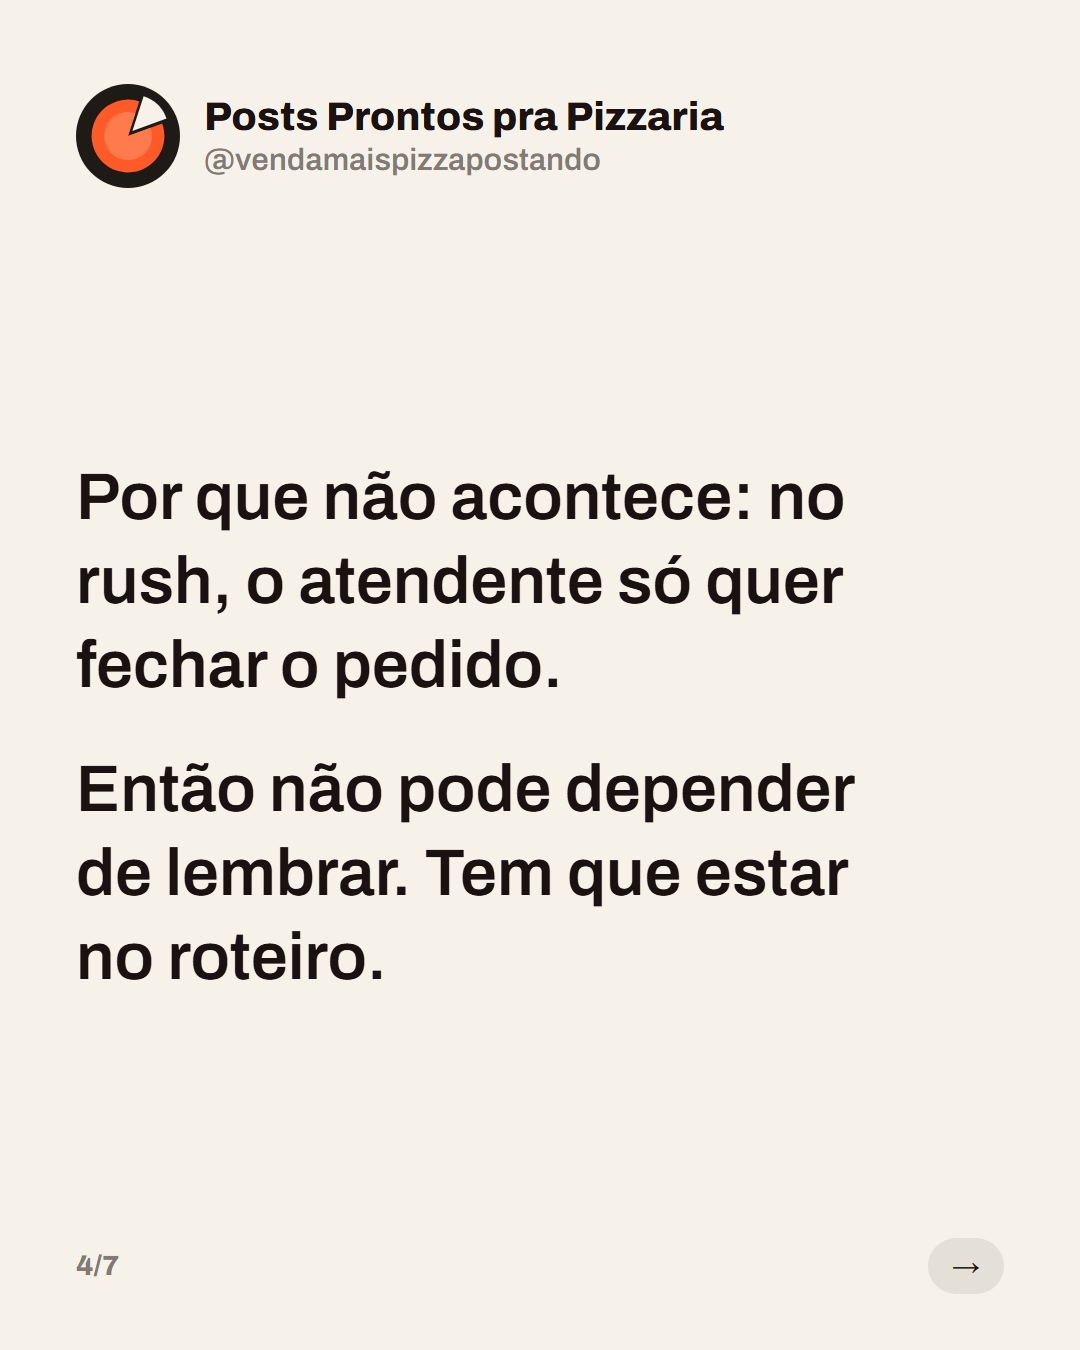 Posts Prontos pra Pizzaria
@vendamaispizzapostando
Por que não acontece: no
rush, o atendente só quer
fechar o pedido.
Então não pode depender
de lembrar. Tem que estar
no roteiro.
4/7
→